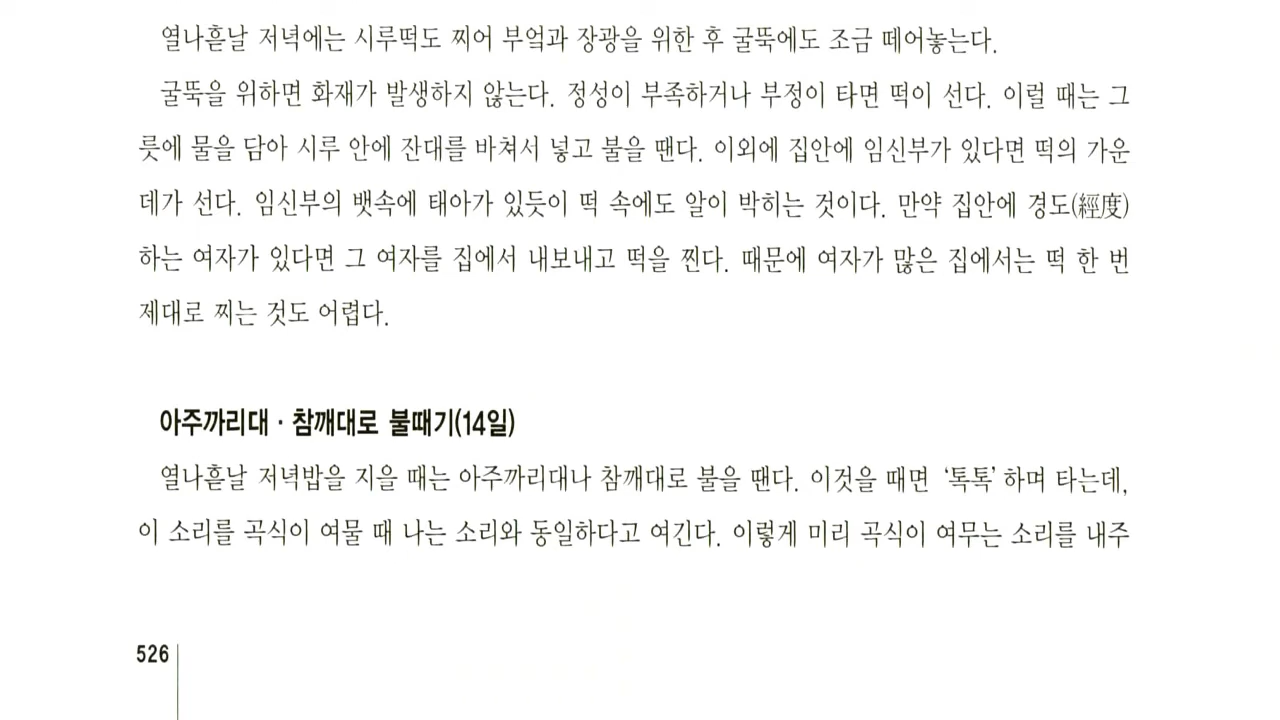 열나흗날 저녁에는 시루떡도 찌어 부엌과 장광을 위한 후 굴뚝에도 조금 떼어놓는다.
굴뚝을 위하면 화재가 발생하지 않는다. 정성이 부족하거나 부정이 타면 떡이 선다. 이럴 때는 그
릇에 물을 담아 시루 안에 잔대를 바쳐서 넣고 불을 땐다. 이외에 집안에 임신부가 있다면 떡의 가운
데가 선다. 임신부의 뱃속에 태아가 있듯이 떡 속에도 알이 박히는 것이다. 만약 집안에 경도(經度)
하는 여자가 있다면 그 여자를 집에서 내보내고 떡을 찐다. 때문에 여자가 많은 집에서는 떡 한 번
제대로 찌는 것도 어렵다.
아주까리대 · 참깨대로 불때기(14일)
열나흗날 저녁밥을 지을 때는 아주까리대나 참깨대로 불을 땐다. 이것을 때면 ‘톡톡’ 하며 타는데,
이 소리를 곡식이 여물 때 나는 소리와 동일하다고 여긴다. 이렇게 미리 곡식이 여무는 소리를 내주
526